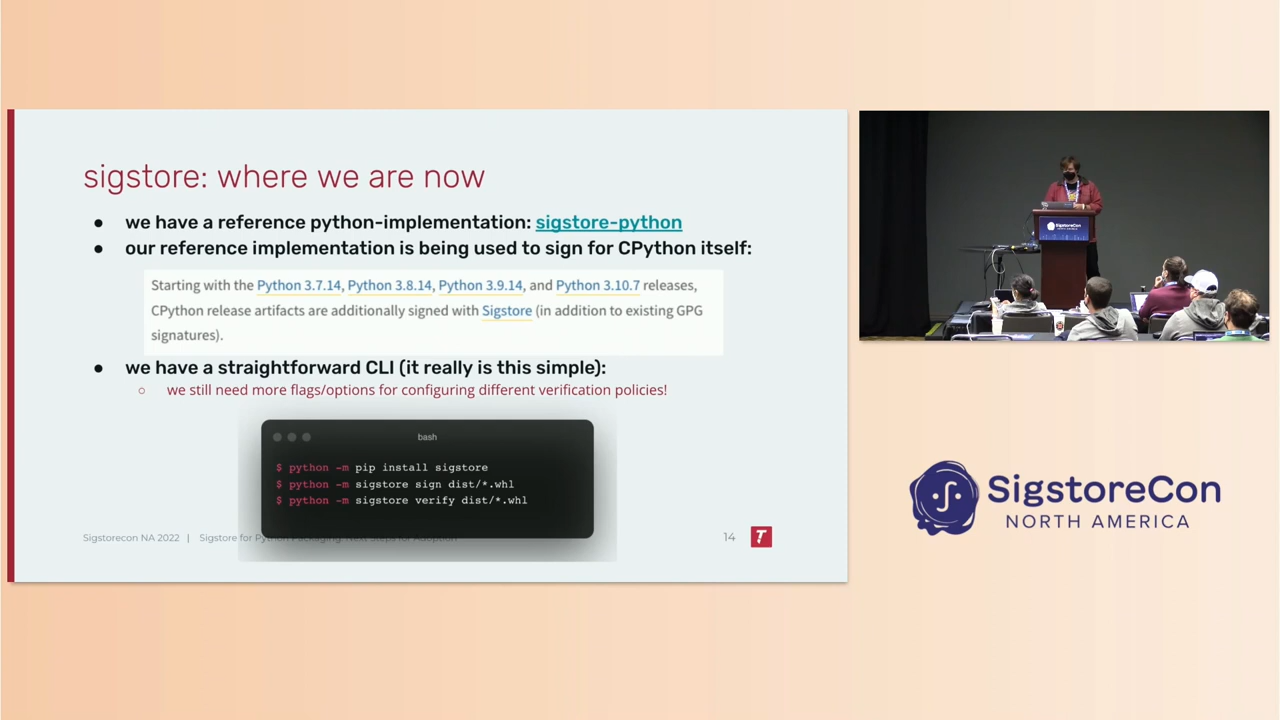 sigstore: where we are now
● we have a reference python-implementation: sigstore-python
● our reference implementation is being used to sign for CPython itself:
Starting with the Python 3.7.14, Python 3.8.14, Python 3.9.14, and Python 3.10.7 releases,
CPython release artifacts are additionally signed with Sigstore (in addition to existing GPG
signatures).
● we have a straightforward CLI (it really is this simple):
○ we still need more flags/options for configuring different verification policies!
bash
$ python -m pip install sigstore
$ python -m sigstore sign dist/*.whl
$ python -m sigstore verify dist/*.whl
Sigstorecon NA 2022 | Sigstore for Python Packaging: Next Steps for Adoption
14
T
SigstoreCon
SigstoreCon
NORTH AMERICA